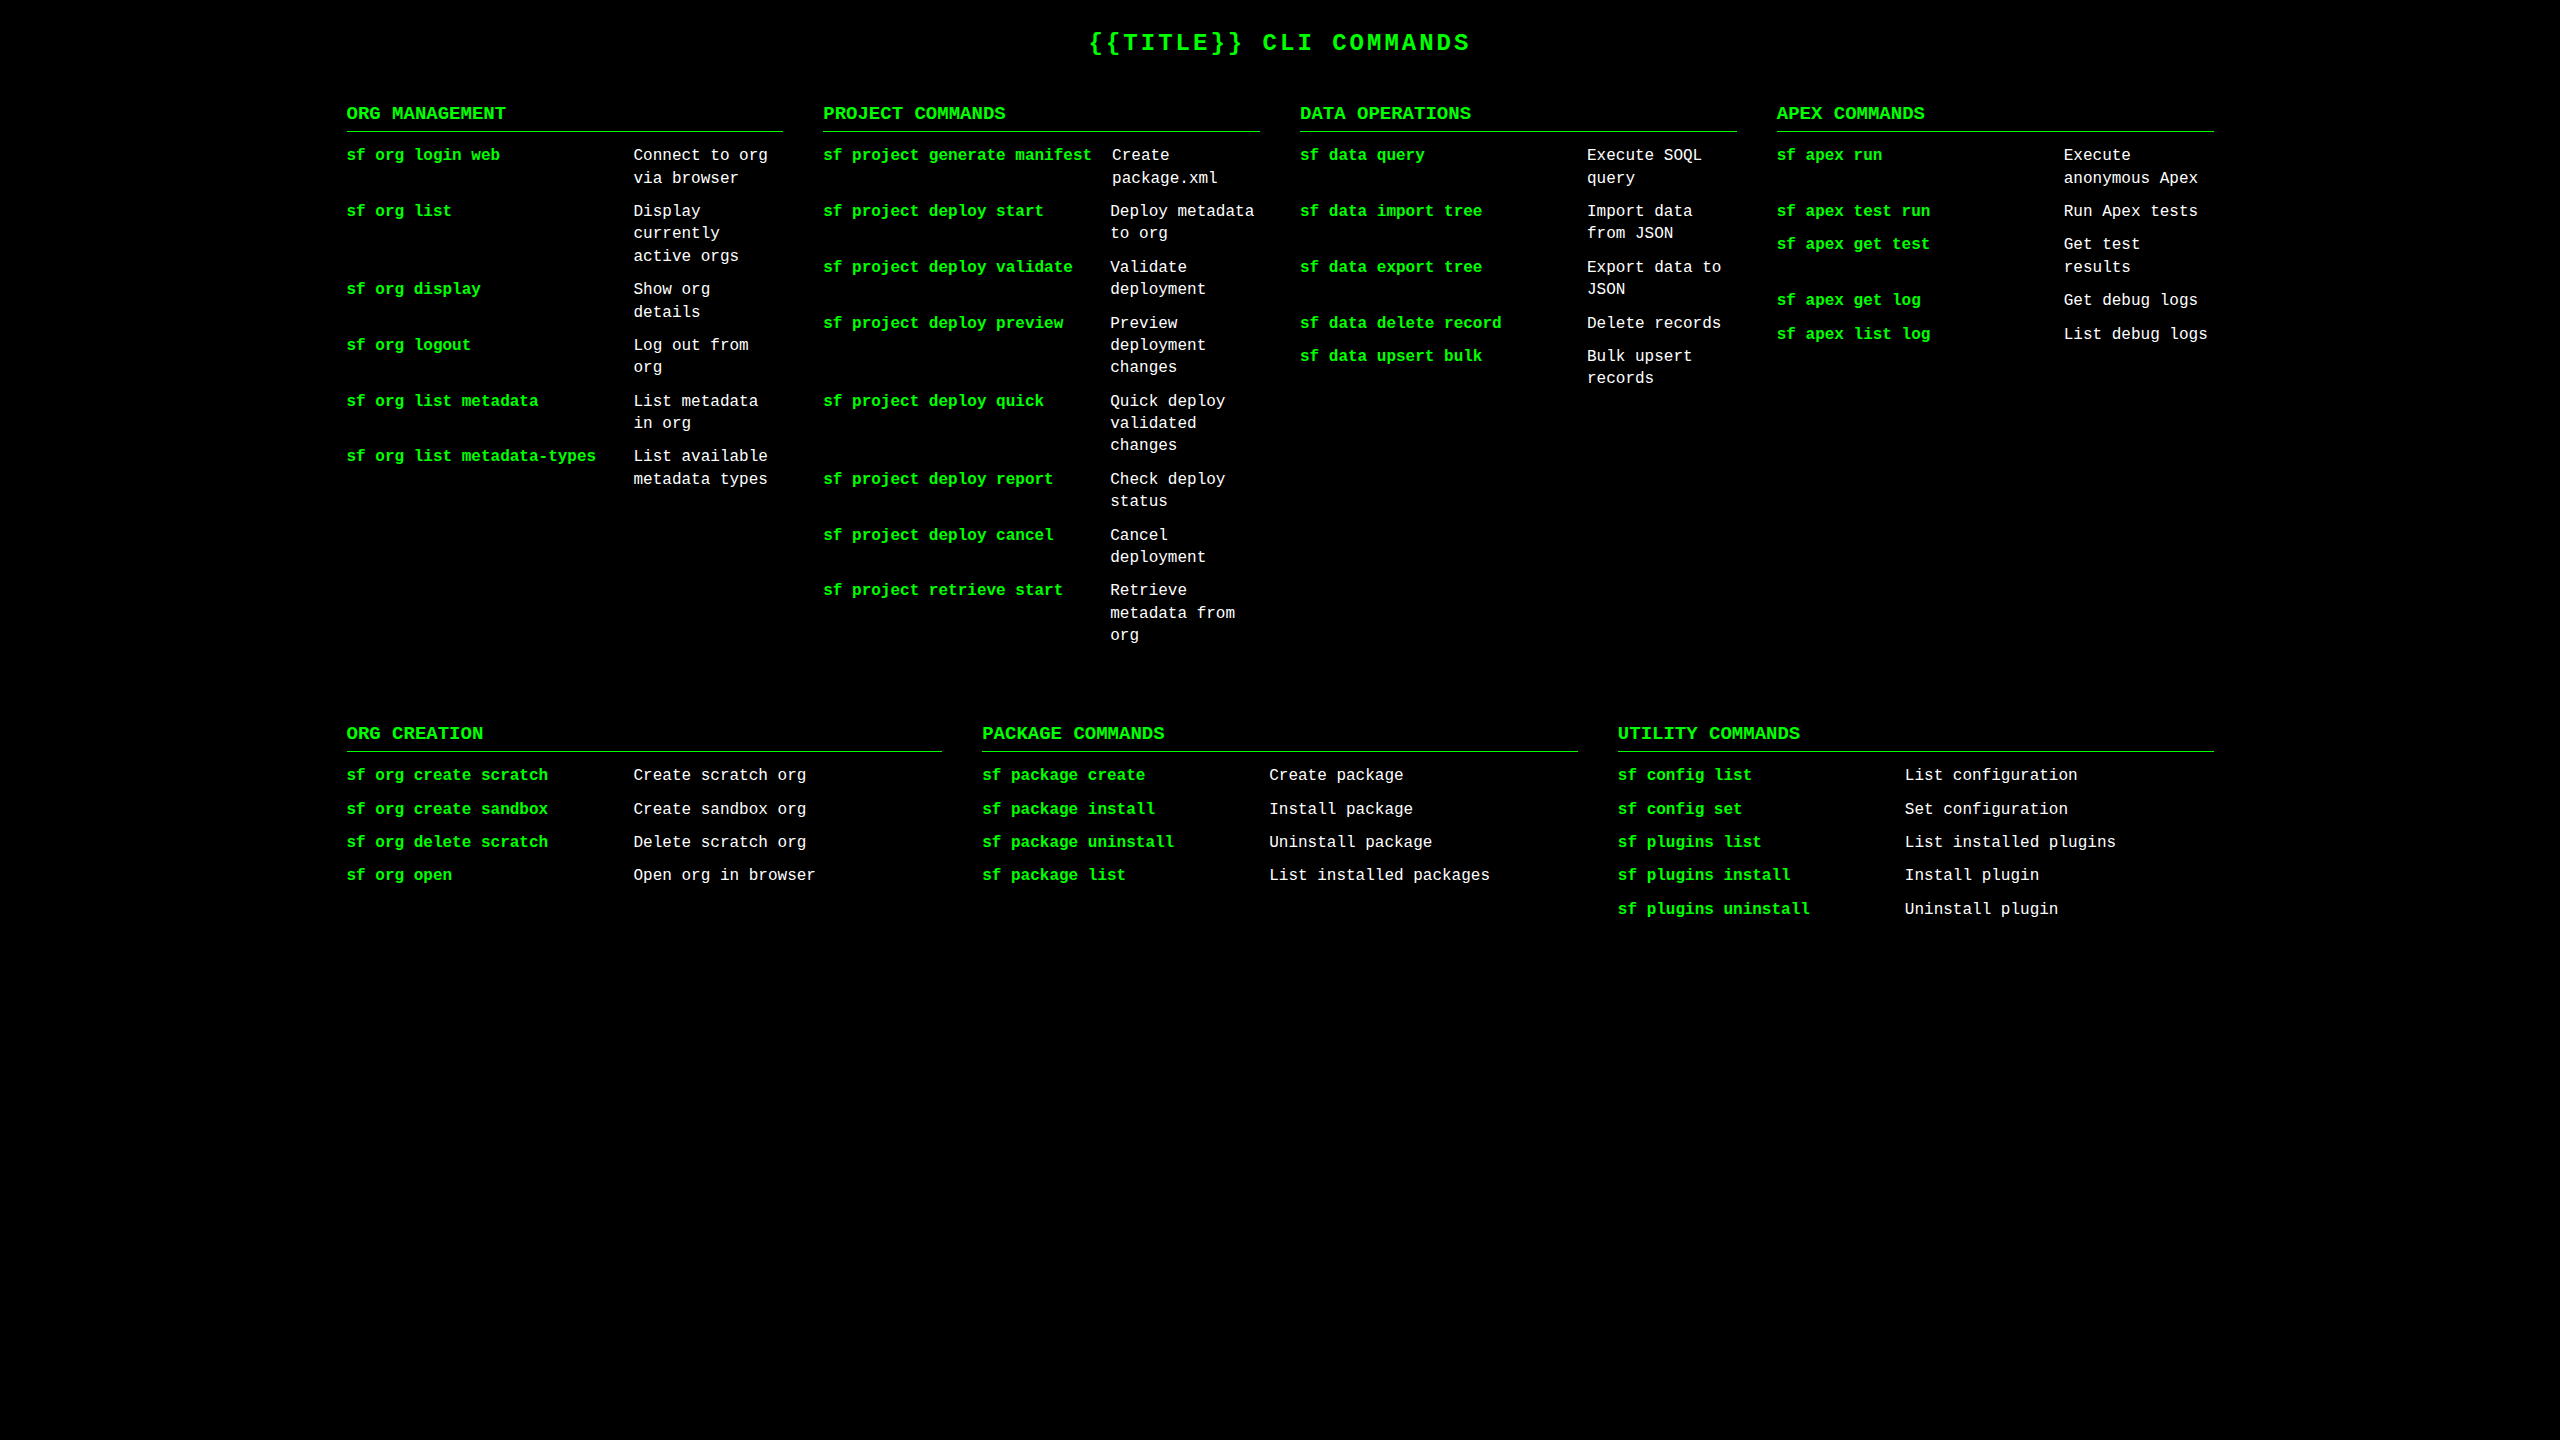 {{TITLE}} CLI COMMANDS
ORG MANAGEMENT
sf org login web
Connect to org
via browser
sf org list
Display
currently
active orgs
sf org display
Show org
details
sf org logout
Log out from
org
sf org list metadata
List metadata
in org
sf org list metadata-types
List available
metadata types
PROJECT COMMANDS
sf project generate manifest
Create
package.xml
sf project deploy start
Deploy metadata
to org
sf project deploy validate
Validate
deployment
sf project deploy preview
Preview
deployment
changes
sf project deploy quick
Quick deploy
validated
changes
sf project deploy report
Check deploy
status
sf project deploy cancel
Cancel
deployment
sf project retrieve start
Retrieve
metadata from
org
DATA OPERATIONS
sf data query
Execute SOQL
query
sf data import tree
Import data
from JSON
sf data export tree
Export data to
JSON
sf data delete record
Delete records
sf data upsert bulk
Bulk upsert
records
APEX COMMANDS
sf apex run
Execute
anonymous Apex
sf apex test run
Run Apex tests
sf apex get test
Get test
results
sf apex get log
Get debug logs
sf apex list log
List debug logs
ORG CREATION
sf org create scratch
Create scratch org
sf org create sandbox
Create sandbox org
sf org delete scratch
Delete scratch org
sf org open
Open org in browser
PACKAGE COMMANDS
sf package create
Create package
sf package install
Install package
sf package uninstall
Uninstall package
sf package list
List installed packages
UTILITY COMMANDS
sf config list
List configuration
sf config set
Set configuration
sf plugins list
List installed plugins
sf plugins install
Install plugin
sf plugins uninstall
Uninstall plugin